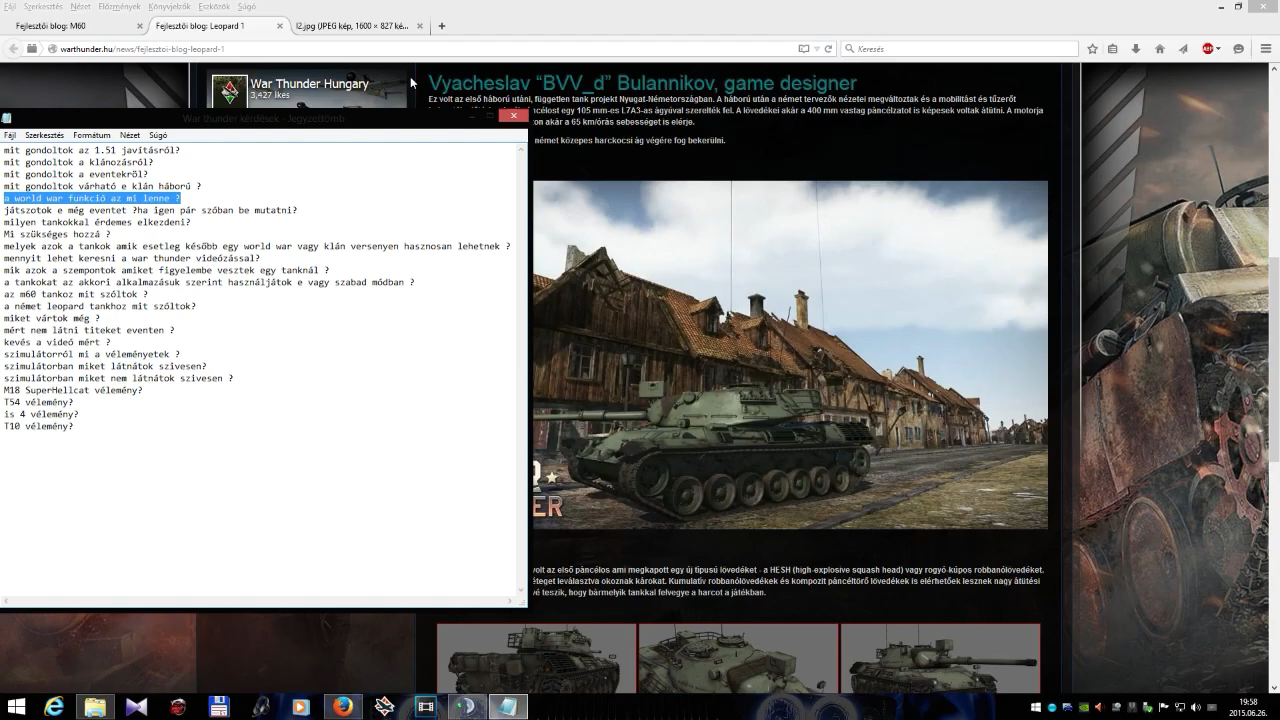 Fájl Szerkesztés Nézet Előzmények Könyvjelzők Eszközök Súgó
Fejlesztői blog: M60 Fejlesztői blog: Leopard 1 l2.jpg (JPEG kép, 1600 × 827 ké...
warthunder.hu/news/fejlesztoi-blog-leopard-1
Keresés
ABP
War Thunder Hungary
3,427 likes
Vyacheslav “BVV_d” Bulannikov, game designer
Ez volt az első háború utáni, független tank projekt Nyugat-Németországban. A háború után a német tervezők nézetei megváltoztak és a mobilitást és tűzerőt
páncélost egy 105 mm-es L7A3-as ágyúval szerelték fel. A lövedékei akár a 400 mm vastag páncélzatot is képesek voltak átütni. A motorja
on akár a 65 km/órás sebességet is elérje.
német közepes harckocsi ág végére fog bekerülni.
War thunder kérdések - Jegyzettömb
Fájl Szerkesztés Formátum Nézet Súgó
mit gondoltok az 1.51 javításról?
mit gondoltok a klánozásról?
mit gondoltok a eventekröl?
mit gondoltok várható e klán háború ?
a world war funkció az mi lenne ?
játszotok e még eventet ?ha igen pár szóban be mutatni?
milyen tankokkal érdemes elkezdeni?
Mi szükséges hozzá ?
melyek azok a tankok amik esetleg később egy world war vagy klán versenyen hasznosan lehetnek ?
mennyit lehet keresni a war thunder videózással?
mik azok a szempontok amiket figyelembe vesztek egy tanknál ?
a tankokat az akkori alkalmazásuk szerint használjátok e vagy szabad módban ?
az m60 tankoz mit szóltok ?
a német leopard tankhoz mit szóltok?
miket vártok még ?
mért nem látni titeket eventen ?
kevés a videó mért ?
szimulátorról mi a véleményetek ?
szimulátorban miket látnátok szivesen?
szimulátorban miket nem látnátok szivesen ?
M18 SuperHellcat vélemény?
T54 vélemény?
is 4 vélemény?
T10 vélemény?
volt az első páncélos ami megkapott egy új típusú lövedéket - a HESH (high-explosive squash head) vagy rogyó-kúpos robbanólövedéket.
éteget leválasztva okoznak károkat. Kumulatív robbanólövedékek és kompozit páncéltörő lövedékek is elérhetőek lesznek nagy átütési
vé teszik, hogy bármelyik tankkal felvegye a harcot a játékban.
19:58
2015.06.26.